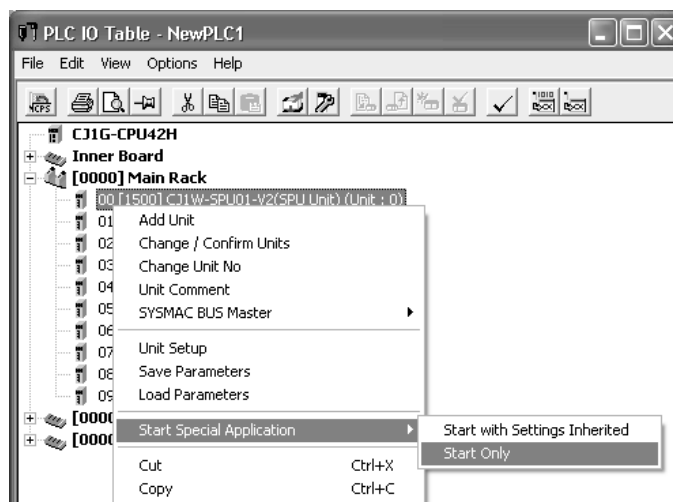 PLC IO Table - NewPLC1
File Edit View Options Help
CJ1G-CPU42H
Inner Board
[0000] Main Rack
00 [1500] CJ1W-SPU01-V2(SPU Unit) (Unit : 0)
01
02
03
04
05
06
07
08
09
[0000
[0000
Add Unit
Change / Confirm Units
Change Unit No
Unit Comment
SYSMAC BUS Master
Unit Setup
Save Parameters
Load Parameters
Start Special Application
Cut Ctrl+X
Copy Ctrl+C
Start with Settings Inherited
Start Only